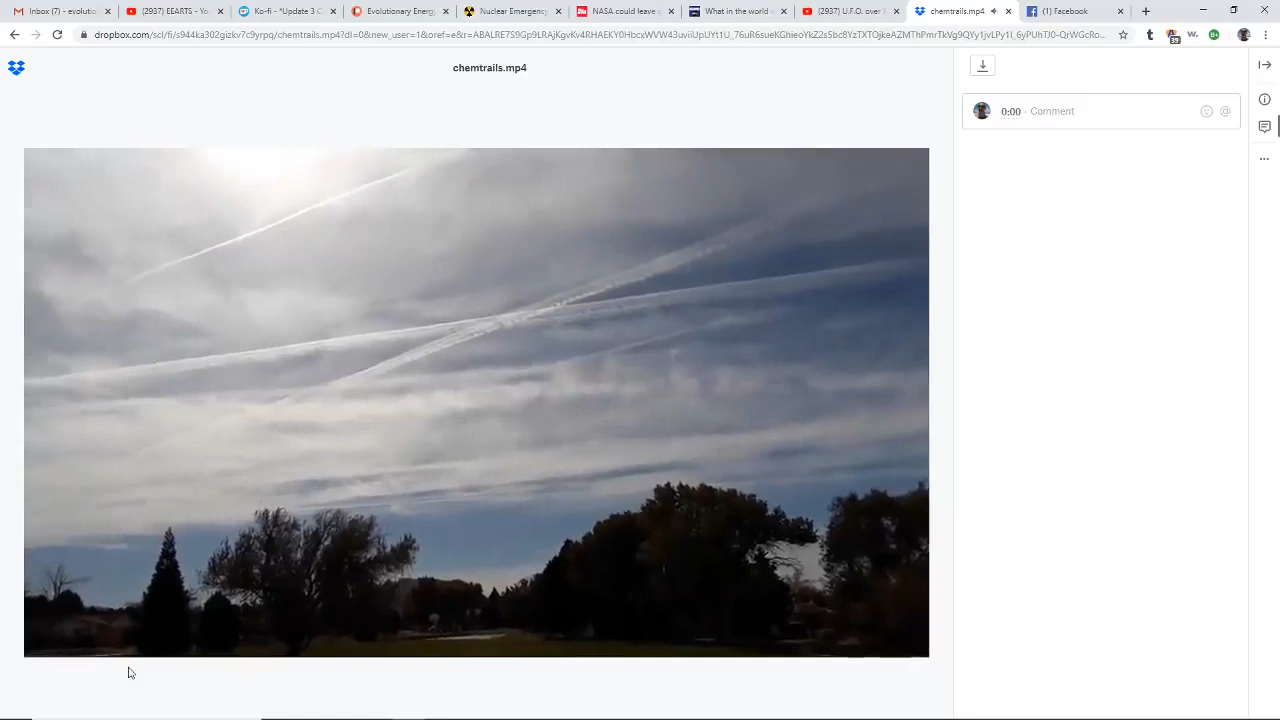 Inbox (7) - evolutio
(2937) EEARTS - Yo
Ko-fi - "Update 3 C
Evolutionary Energ
Nuclear Emergency
NASA could leave
What in the world
(2937) U.F.O. over
chemtrails.mp4
(1) Facebook
chemtrails.mp4
0:00 · Comment